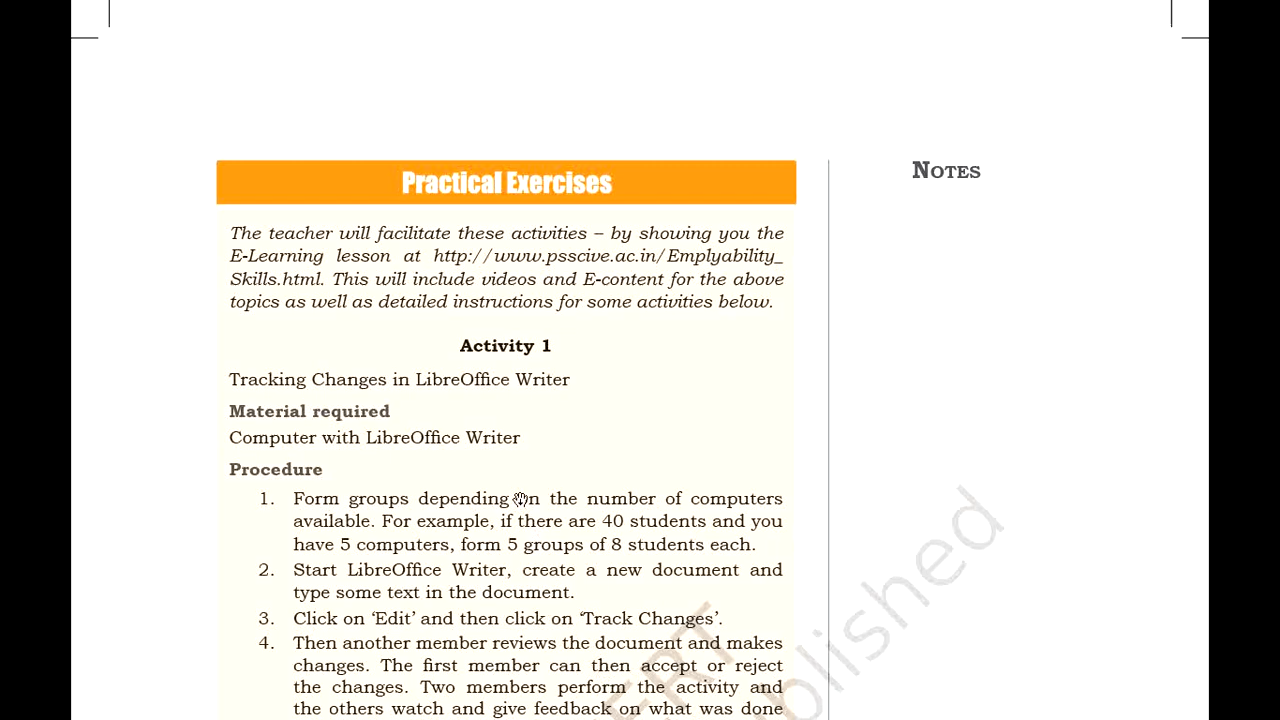 Practical Exercises
NOTES
The teacher will facilitate these activities – by showing you the
E-Learning lesson at http://www.psscive.ac.in/Emplyability_
Skills.html. This will include videos and E-content for the above
topics as well as detailed instructions for some activities below.
Activity 1
Tracking Changes in LibreOffice Writer
Material required
Computer with LibreOffice Writer
Procedure
1. Form groups depending on the number of computers
available. For example, if there are 40 students and you
have 5 computers, form 5 groups of 8 students each.
2. Start LibreOffice Writer, create a new document and
type some text in the document.
3. Click on ‘Edit’ and then click on ‘Track Changes’.
4. Then another member reviews the document and makes
changes. The first member can then accept or reject
the changes. Two members perform the activity and
the others watch and give feedback on what was done